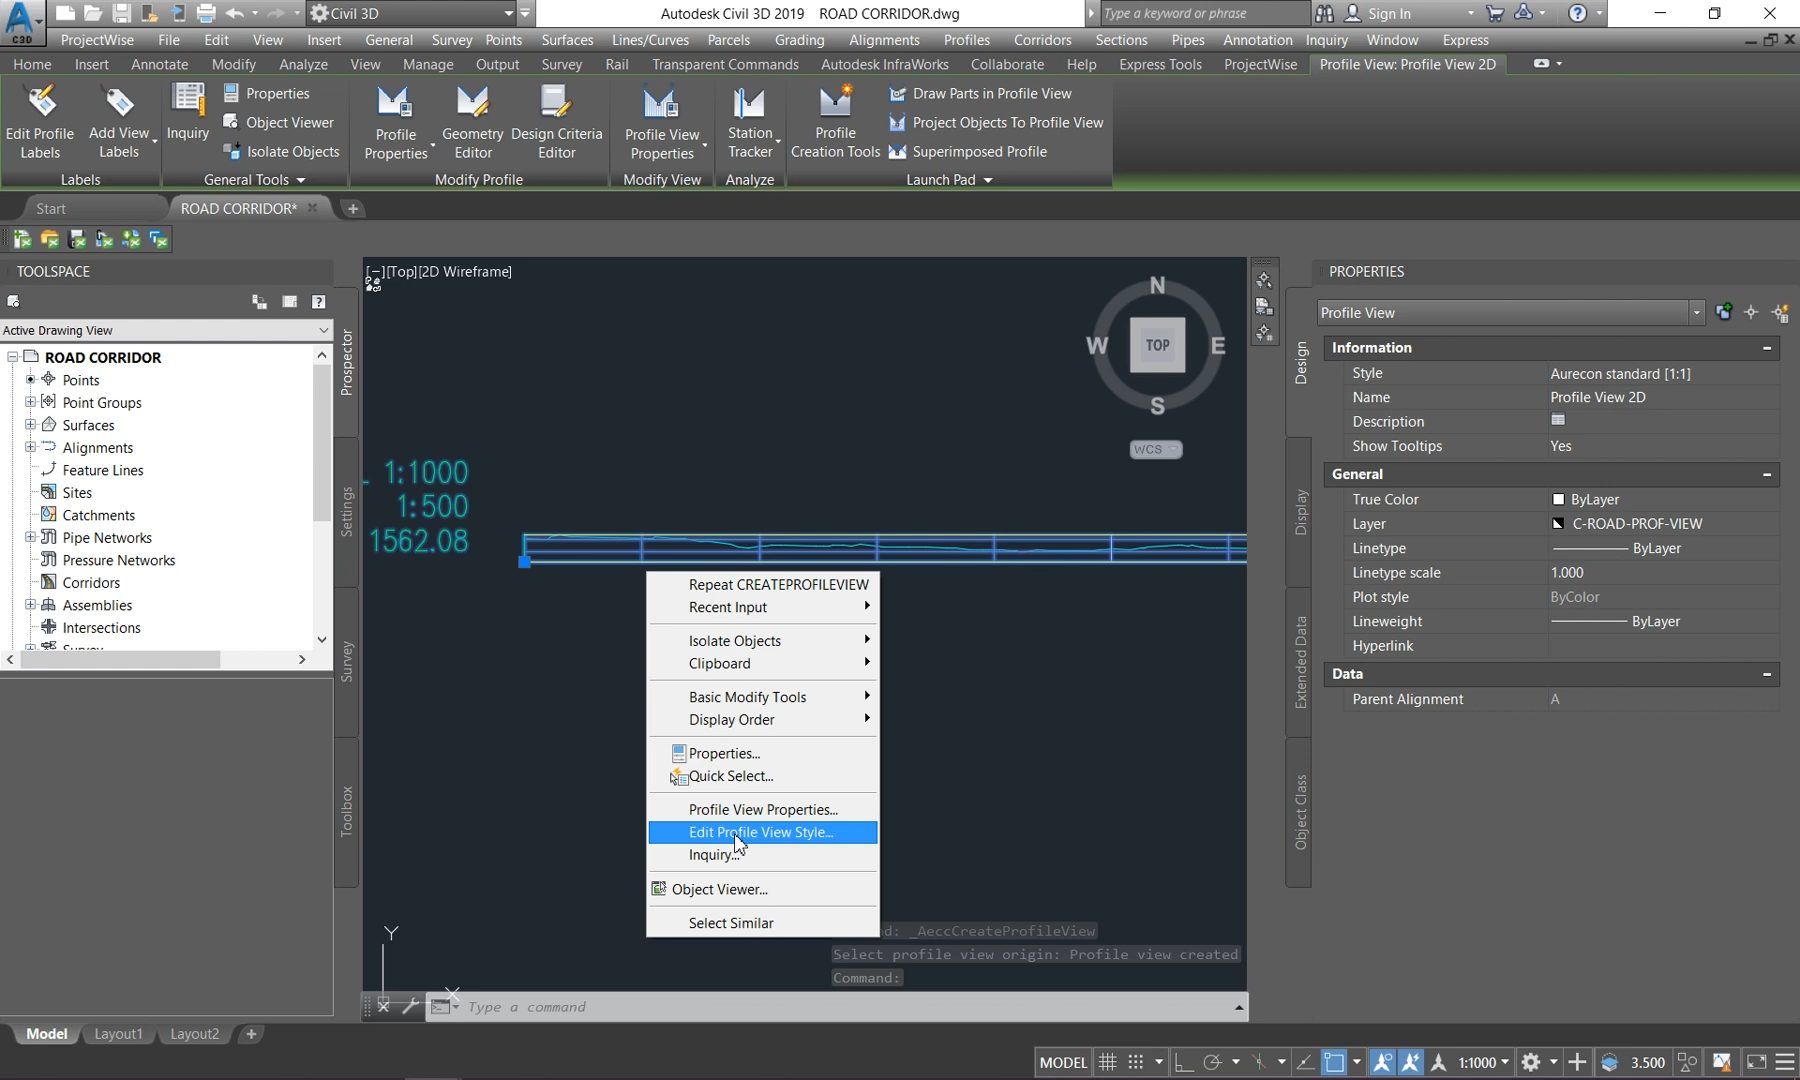 Civil 3D
Autodesk Civil 3D 2019 ROAD CORRIDOR.dwg
Type a keyword or phrase
Sign In
C3D
ProjectWise File Edit View Insert General Survey Points Surfaces Lines/Curves Parcels Grading Alignments Profiles Corridors Sections Pipes Annotation Inquiry Window Express
Home Insert Annotate Modify Analyze View Manage Output Survey Rail Transparent Commands Autodesk InfraWorks Collaborate Help Express Tools ProjectWise Profile View: Profile View 2D
Edit Profile
Labels
Add View
Labels
Labels
Inquiry
Properties
Object Viewer
Isolate Objects
General Tools
Profile
Properties
Geometry
Editor
Design Criteria
Editor
Modify Profile
Profile View
Properties
Modify View
Station
Tracker
Analyze
Profile
Creation Tools
Draw Parts in Profile View
Project Objects To Profile View
Superimposed Profile
Launch Pad
Start
ROAD CORRIDOR*
TOOLSPACE
Active Drawing View
ROAD CORRIDOR
Points
Point Groups
Surfaces
Alignments
Feature Lines
Sites
Catchments
Pipe Networks
Pressure Networks
Corridors
Assemblies
Intersections
Survey
Prospector
Settings
Survey
Toolbox
[−][Top][2D Wireframe]
N
W TOP E
S
WCS
1:1000
1:500
1562.08
Repeat CREATEPROFILEVIEW
Recent Input
Isolate Objects
Clipboard
Basic Modify Tools
Display Order
Properties...
Quick Select...
Profile View Properties...
Edit Profile View Style...
Inquiry...
Object Viewer...
Select Similar
Y
X
d: _AeccCreateProfileView
Select profile view origin: Profile view created
Command:
Type a command
Design
Display
Extended Data
Object Class
PROPERTIES
Profile View
Information
Style Aurecon standard [1:1]
Name Profile View 2D
Description
Show Tooltips Yes
General
True Color ByLayer
Layer C-ROAD-PROF-VIEW
Linetype ByLayer
Linetype scale 1.000
Plot style ByColor
Lineweight ByLayer
Hyperlink
Data
Parent Alignment A
Model Layout1 Layout2
MODEL
1:1000
3.500